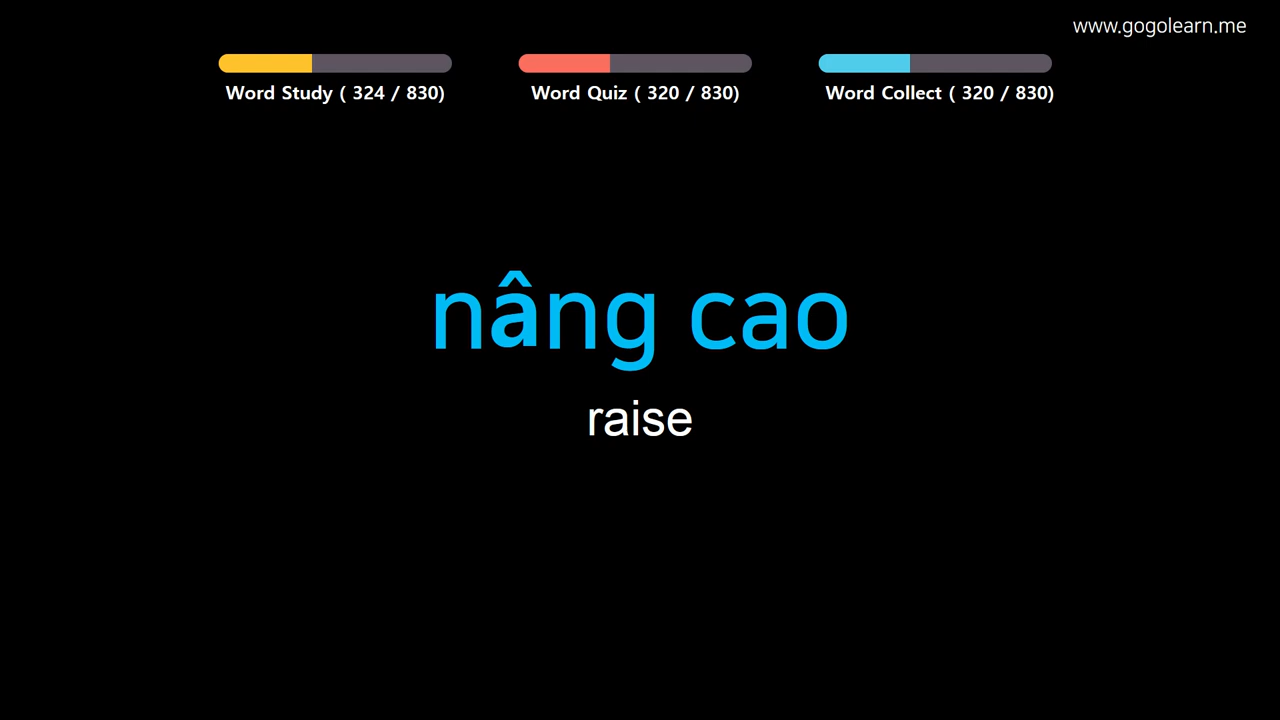 www.gogolearn.me
Word Study ( 324 / 830)
Word Quiz ( 320 / 830)
Word Collect ( 320 / 830)
nâng cao
raise